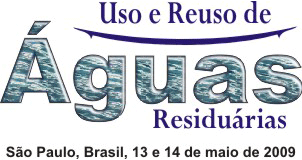 Uso e Reuso de
Águas
Residuárias
São Paulo, Brasil, 13 e 14 de maio de 2009